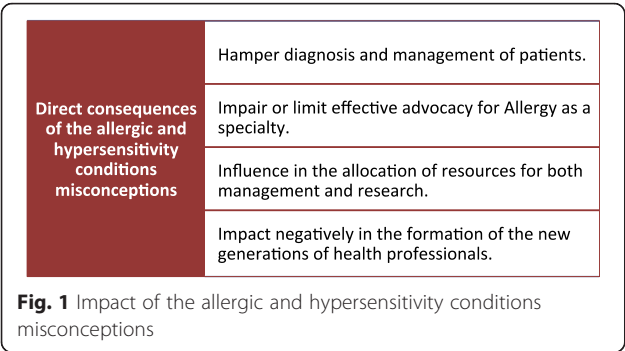 Direct consequences
of the allergic and
hypersensitivity
conditions
misconceptions
Hamper diagnosis and management of patients.
Impair or limit effective advocacy for Allergy as a
specialty.
Influence in the allocation of resources for both
management and research.
Impact negatively in the formation of the new
generations of health professionals.
Fig. 1 Impact of the allergic and hypersensitivity conditions
misconceptions